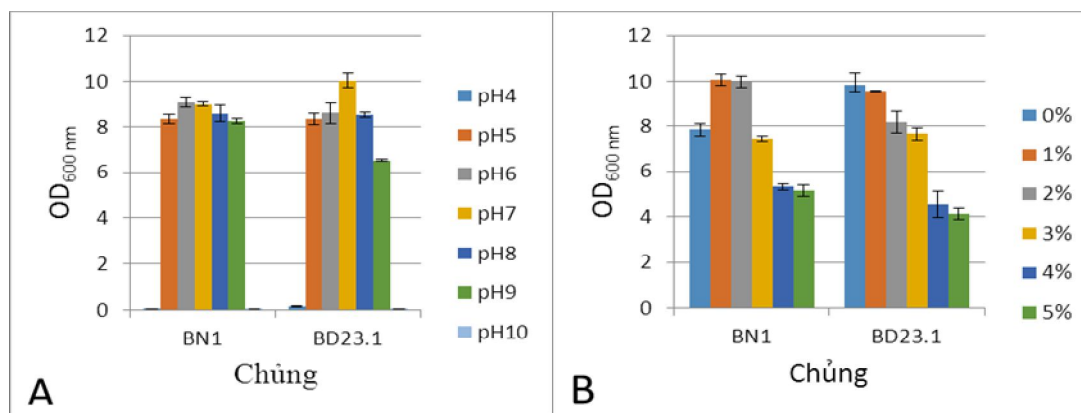 12
10
8
6
4
2
0
OD600 nm
BN1
BD23.1
Chủng
pH4
pH5
pH6
pH7
pH8
pH9
pH10
A
12
10
8
6
4
2
0
OD600 nm
BN1
BD23.1
Chủng
0%
1%
2%
3%
4%
5%
B